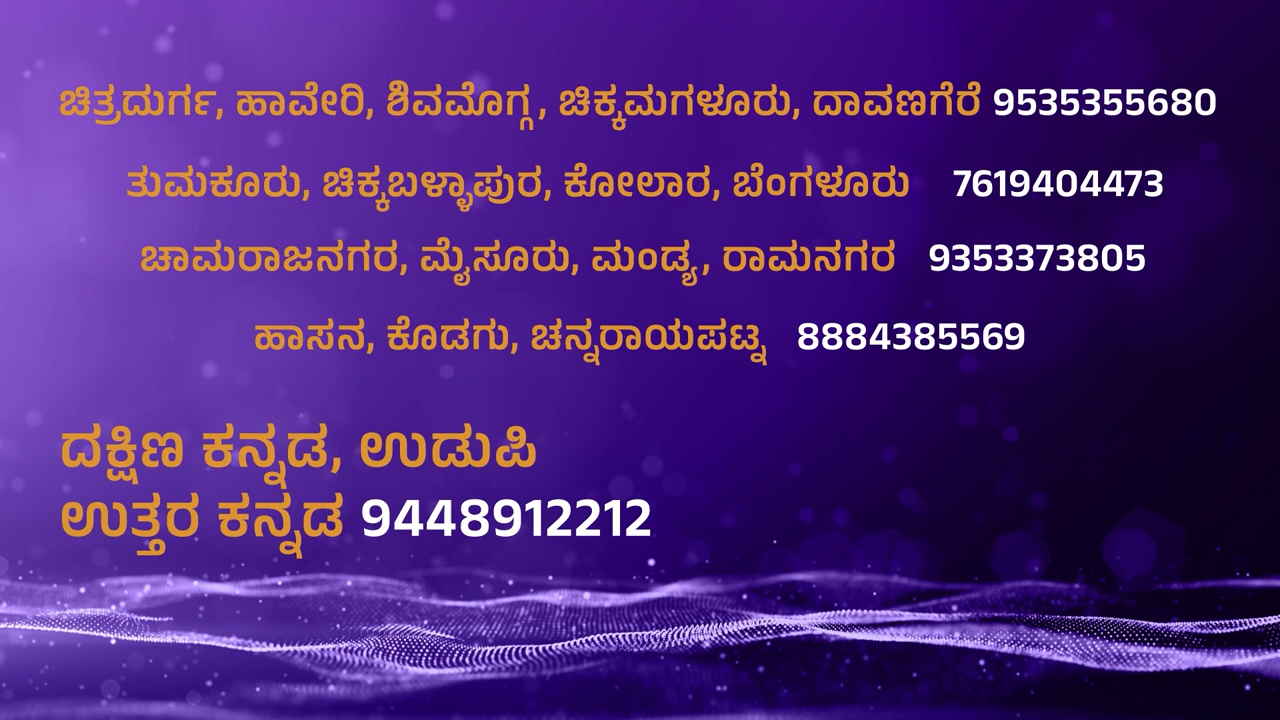 ಚಿತ್ರದುರ್ಗ, ಹಾವೇರಿ, ಶಿವಮೊಗ್ಗ, ಚಿಕ್ಕಮಗಳೂರು, ದಾವಣಗೆರೆ 9535355680
ತುಮಕೂರು, ಚಿಕ್ಕಬಳ್ಳಾಪುರ, ಕೋಲಾರ, ಬೆಂಗಳೂರು 7619404473
ಚಾಮರಾಜನಗರ, ಮೈಸೂರು, ಮಂಡ್ಯ, ರಾಮನಗರ 9353373805
ಹಾಸನ, ಕೊಡಗು, ಚನ್ನರಾಯಪಟ್ನ 8884385569
ದಕ್ಷಿಣ ಕನ್ನಡ, ಉಡುಪಿ
ಉತ್ತರ ಕನ್ನಡ 9448912212